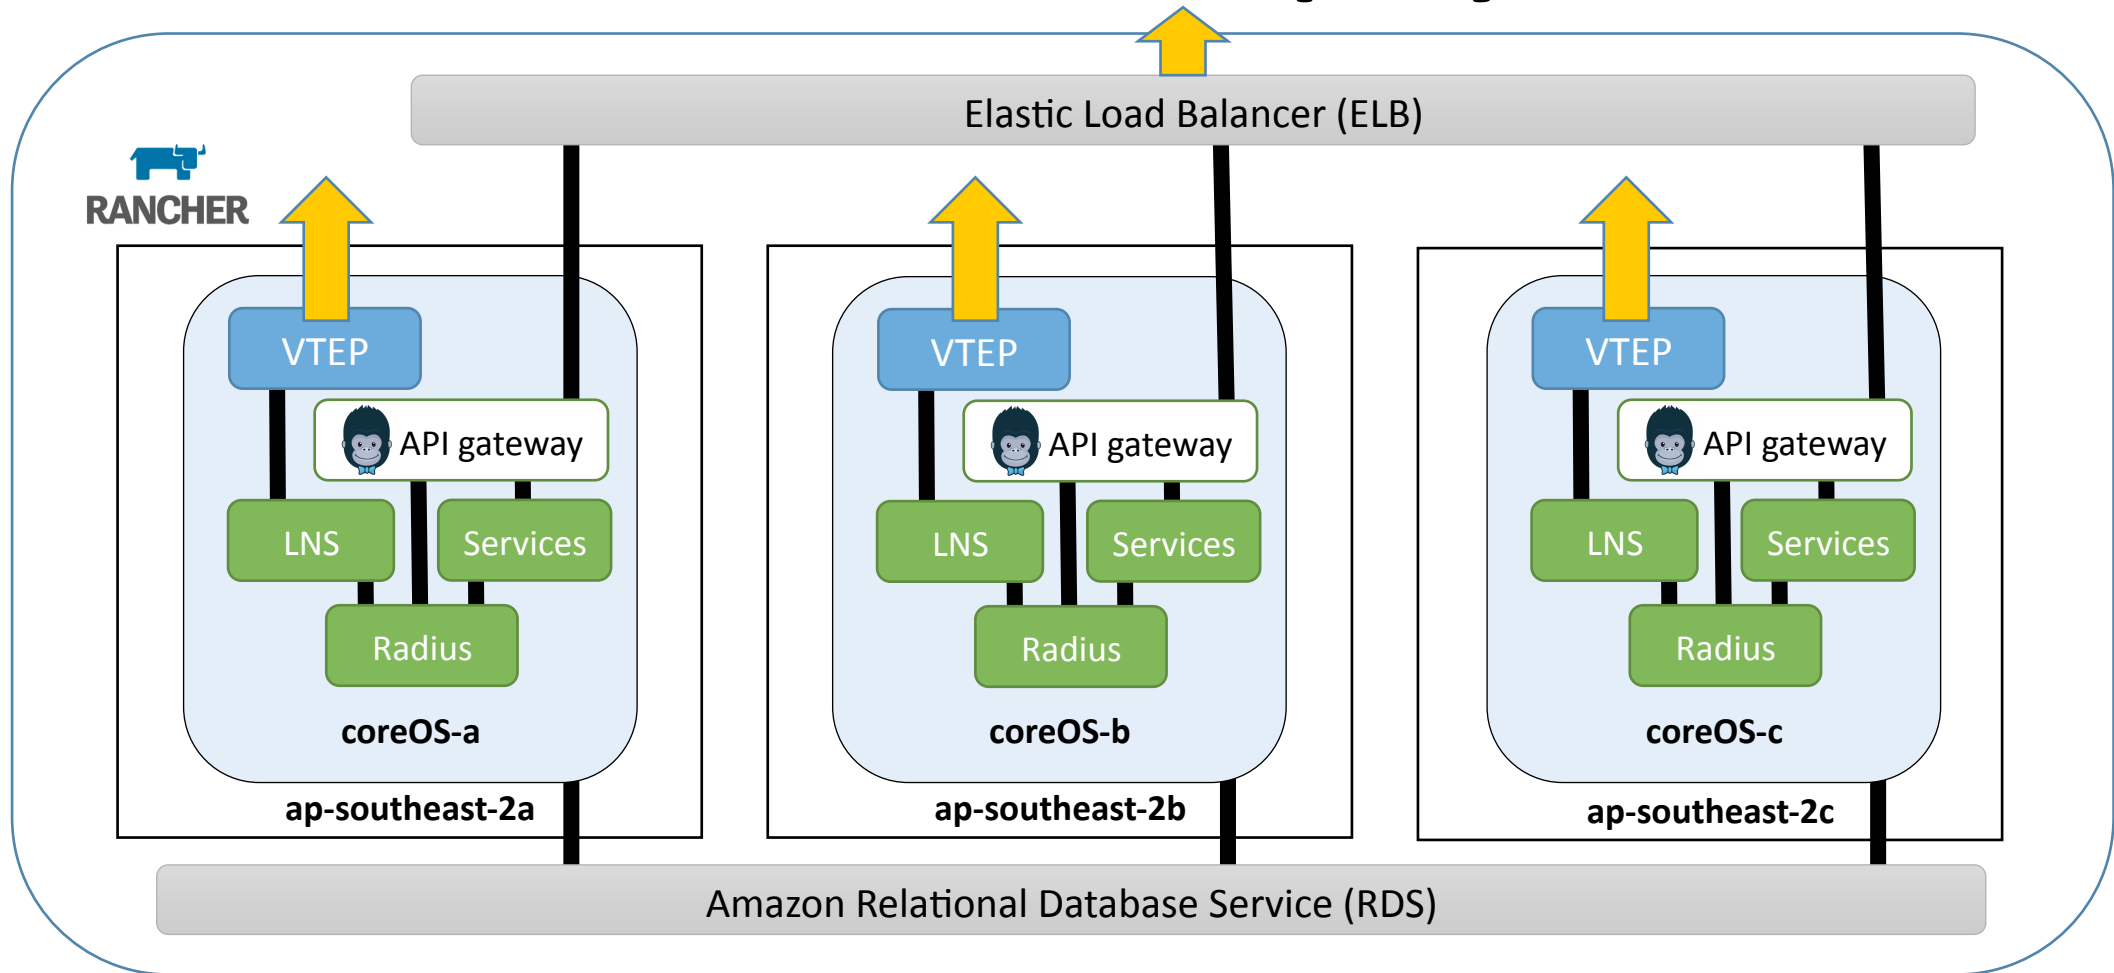 Elastic Load Balancer (ELB)
RANCHER
VTEP
API gateway
LNS
Services
Radius
coreOS-a
ap-southeast-2a
VTEP
API gateway
LNS
Services
Radius
coreOS-b
ap-southeast-2b
VTEP
API gateway
LNS
Services
Radius
coreOS-c
ap-southeast-2c
Amazon Relational Database Service (RDS)